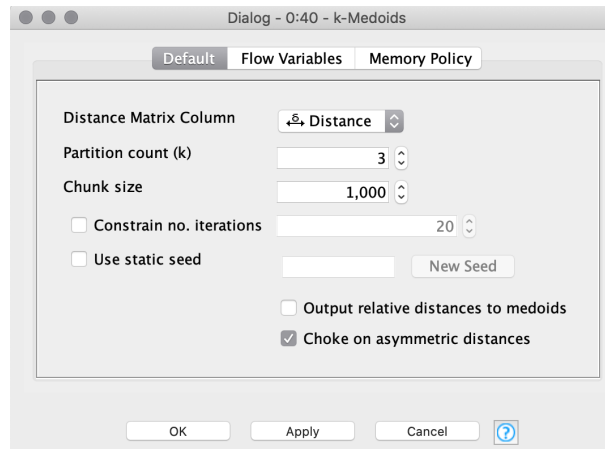 Dialog - 0:40 - k-Medoids
Default Flow Variables Memory Policy
Distance Matrix Column Distance
Partition count (k) 3
Chunk size 1,000
Constrain no. iterations 20
Use static seed New Seed
Output relative distances to medoids
Choke on asymmetric distances
OK Apply Cancel ?